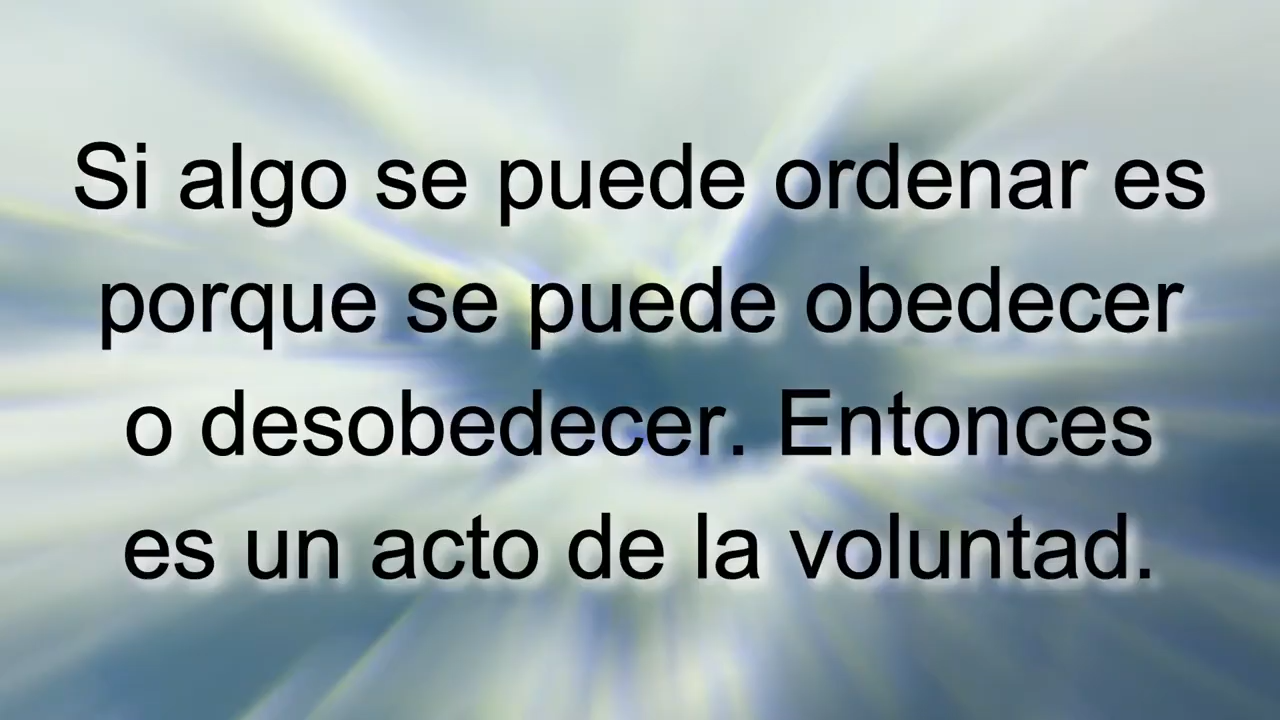 Si algo se puede ordenar es
porque se puede obedecer
o desobedecer. Entonces
es un acto de la voluntad.